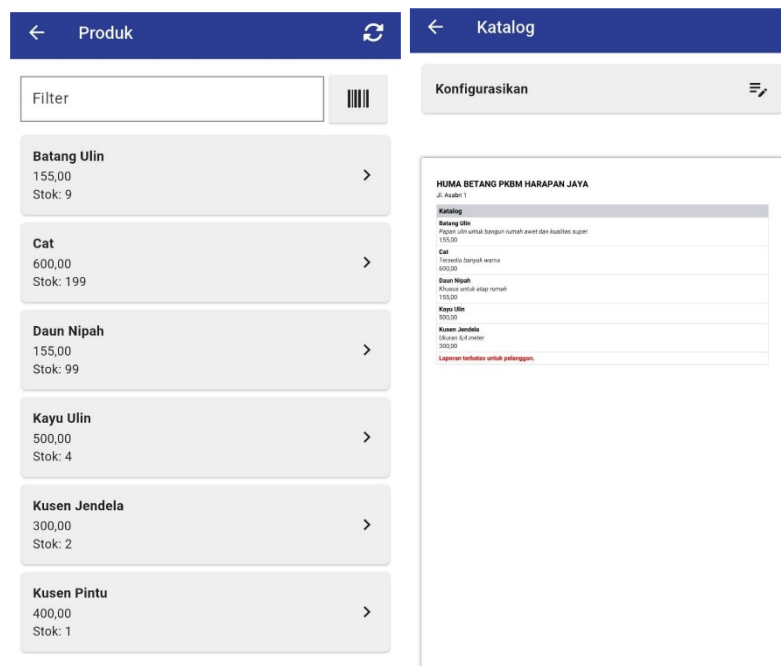 Produk
Filter
Batang Ulin
155,00
Stok: 9
Cat
600,00
Stok: 199
Daun Nipah
155,00
Stok: 99
Kayu Ulin
500,00
Stok: 4
Kusen Jendela
300,00
Stok: 2
Kusen Pintu
400,00
Stok: 1
Katalog
Konfigurasikan
HUMA BETANG PKBM HARAPAN JAYA
Jl. Asabri 1
Katalog
Batang Ulin
Papan ulin untuk bangun rumah awet dan kualitas super.
155,00
Cat
Tersedia banyak warna
600,00
Daun Nipah
Khusus untuk atap rumah
155,00
Kayu Ulin
500,00
Kusen Jendela
Ukuran 6,4 meter
300,00
Laporan terbatas untuk pelanggan.